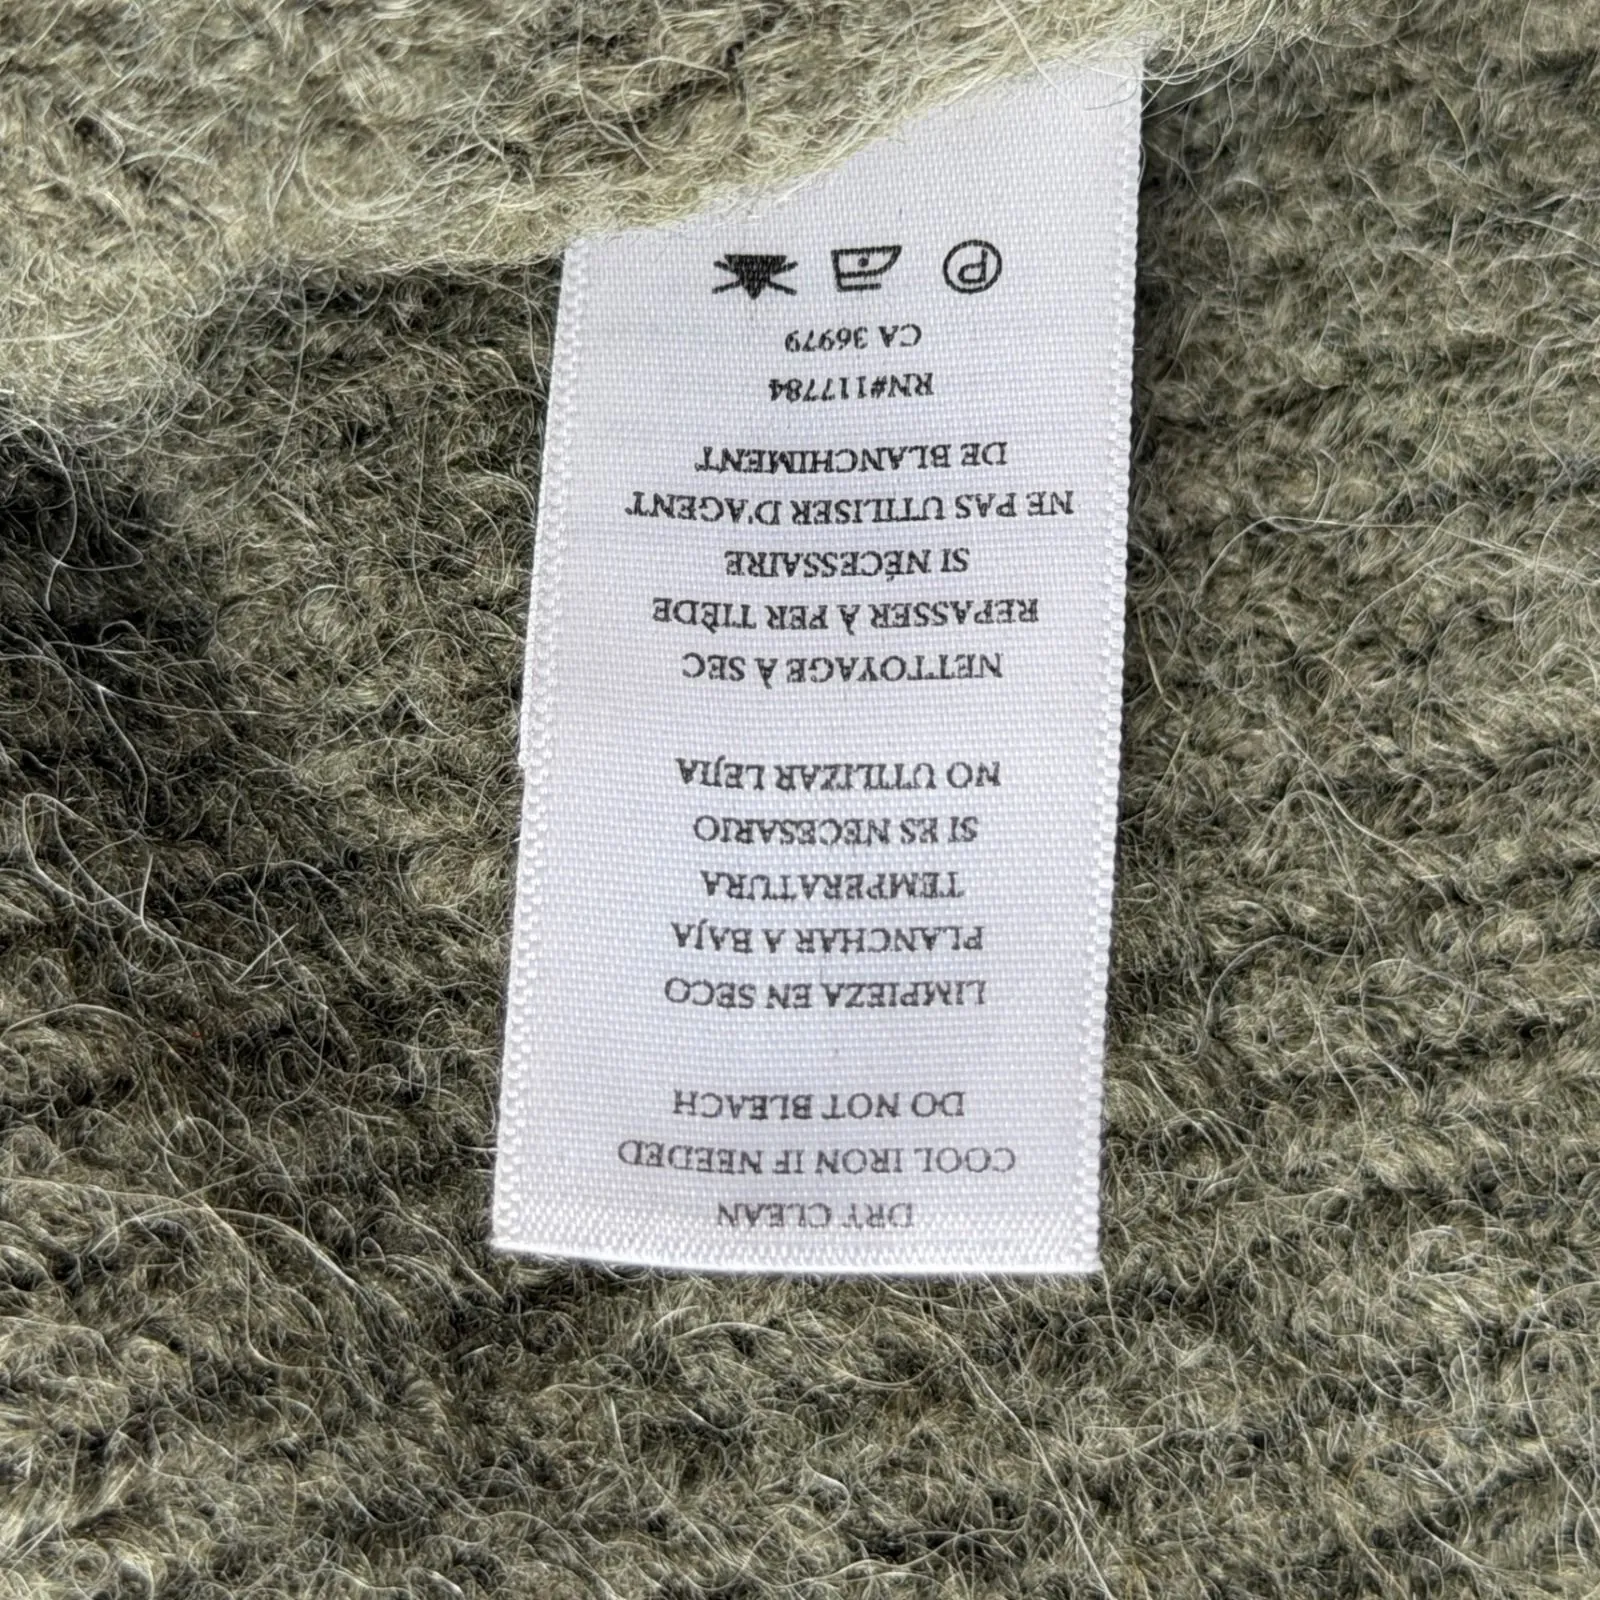 DRY CLEAN
COOL IRON IF NEEDED
DO NOT BLEACH
LIMPIEZA EN SECO
PLANCHAR A BAJA
TEMPERATURA
SI ES NECESARIO
NO UTILIZAR LEJIA
NETTOYAGE À SEC
REPASSER À FER TIÈDE
SI NÉCESSAIRE
NE PAS UTILISER D'AGENT
DE BLANCHIMENT
RN#117784
CA 36979
P